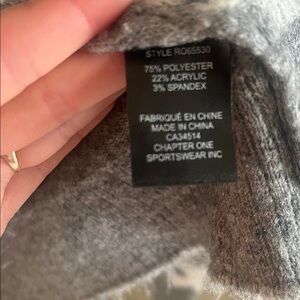 STYLE RO65530
75% POLYESTER
22% ACRYLIC
3% SPANDEX
FABRIQUÉ EN CHINE
MADE IN CHINA
CA34514
CHAPTER ONE
SPORTSWEAR INC